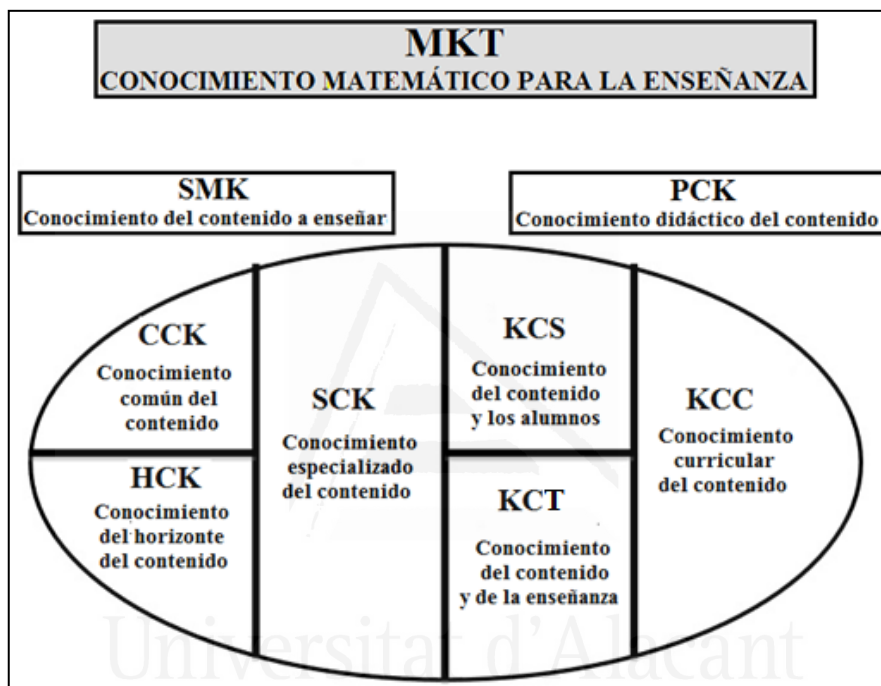 MKT
CONOCIMIENTO MATEMÁTICO PARA LA ENSEÑANZA
SMK
Conocimiento del contenido a enseñar
PCK
Conocimiento didáctico del contenido
CCK
Conocimiento
común del
contenido
HCK
Conocimiento
del horizonte
del contenido
SCK
Conocimiento
especializado
del contenido
KCS
Conocimiento
del contenido
y los alumnos
KCT
Conocimiento
del contenido
y de la enseñanza
KCC
Conocimiento
curricular
del contenido
Universitat d'Alacant